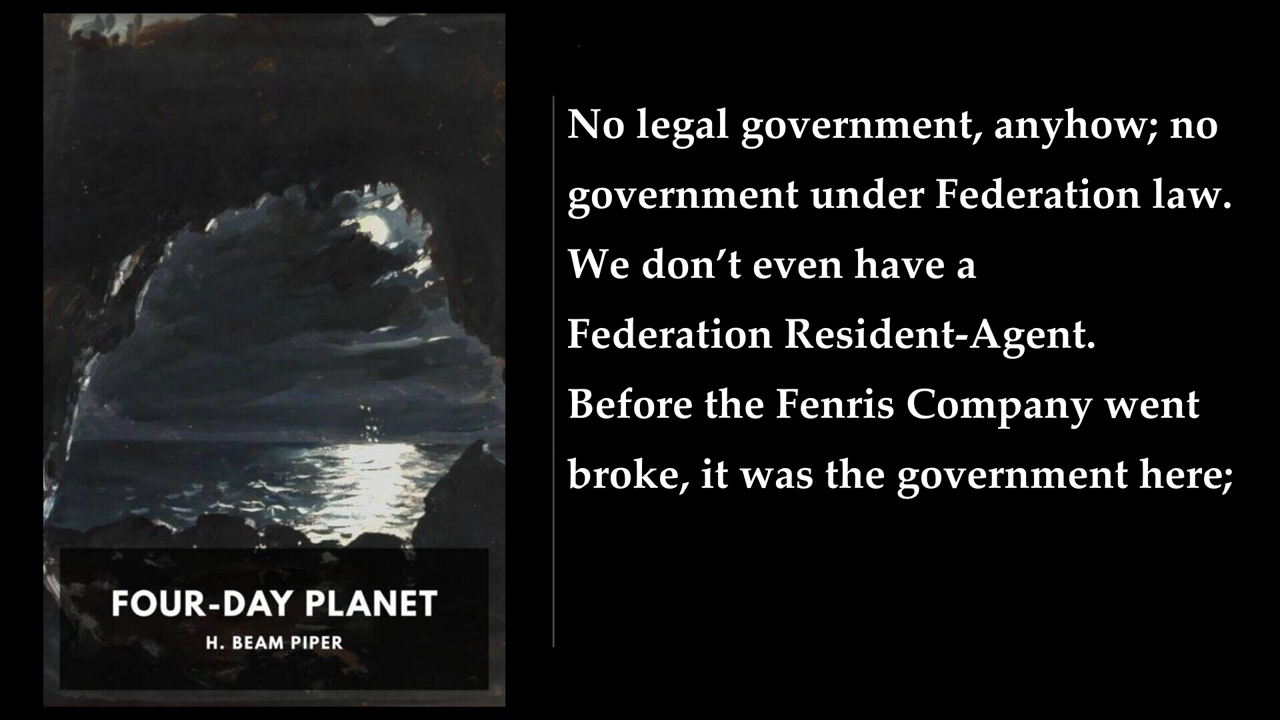 No legal government, anyhow; no
government under Federation law.
We don’t even have a
Federation Resident-Agent.
Before the Fenris Company went
broke, it was the government here;
FOUR-DAY PLANET
H. BEAM PIPER